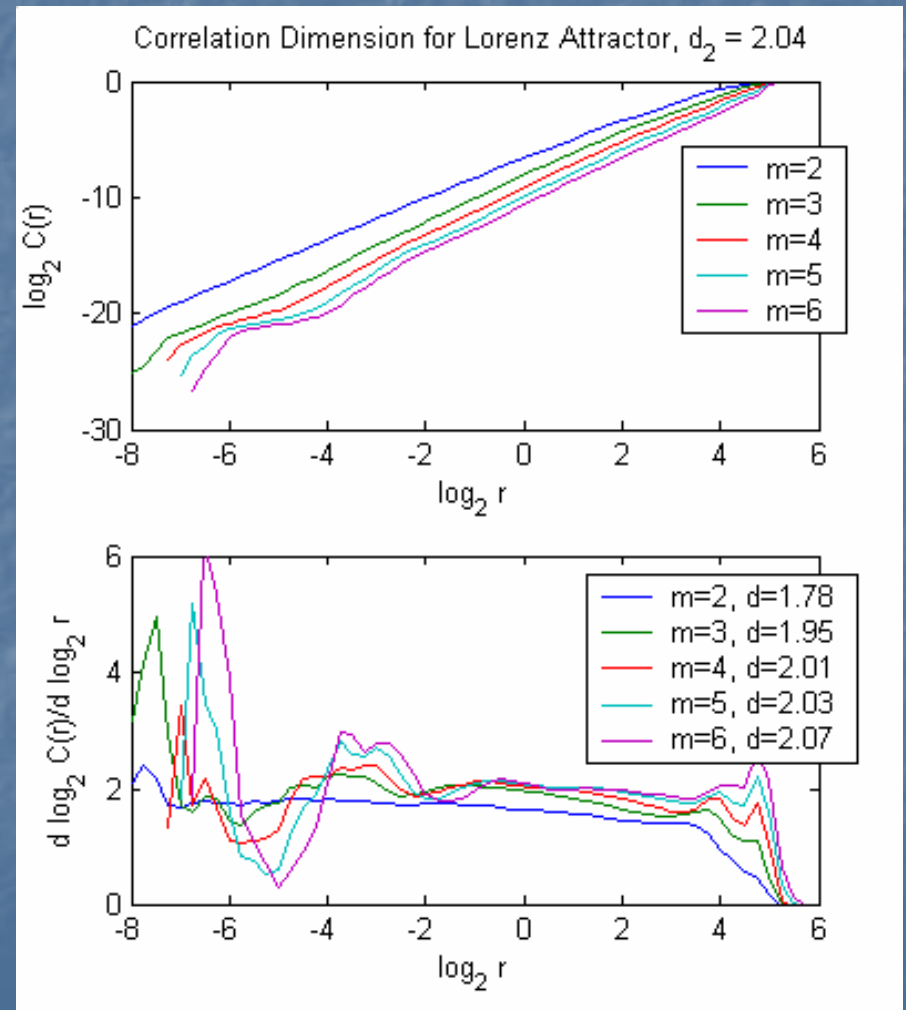 Correlation Dimension for Lorenz Attractor, d2 = 2.04
0
-10
-20
-30
log2 C(r)
m=2
m=3
m=4
m=5
m=6
-8 -6 -4 -2 0 2 4 6
log2 r
6
4
2
0
d log2 C(r)/d log2 r
m=2, d=1.78
m=3, d=1.95
m=4, d=2.01
m=5, d=2.03
m=6, d=2.07
-8 -6 -4 -2 0 2 4 6
log2 r